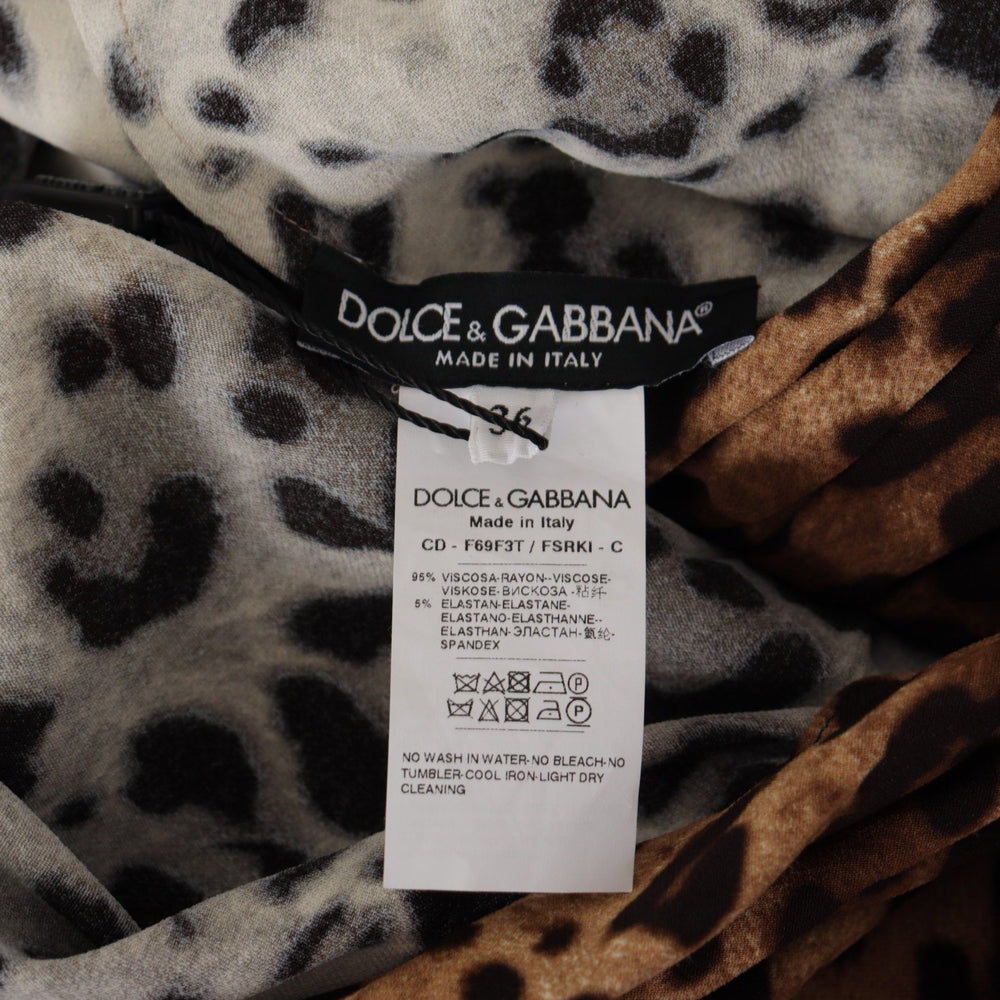 DOLCE & GABBANA®
MADE IN ITALY
36
DOLCE & GABBANA
Made in Italy
CD - F69F3T / FSRKI - C
95% VISCOSA-RAYON--VISCOSE-
VISKOSE-ВИСКОЗА -粘纤
5% ELASTAN-ELASTANE-
ELASTANO-ELASTHANNE--
ELASTHAN-ЭЛАСТАН-氨纶-
SPANDEX
P
P
NO WASH IN WATER-NO BLEACH-NO
TUMBLER-COOL IRON-LIGHT DRY
CLEANING